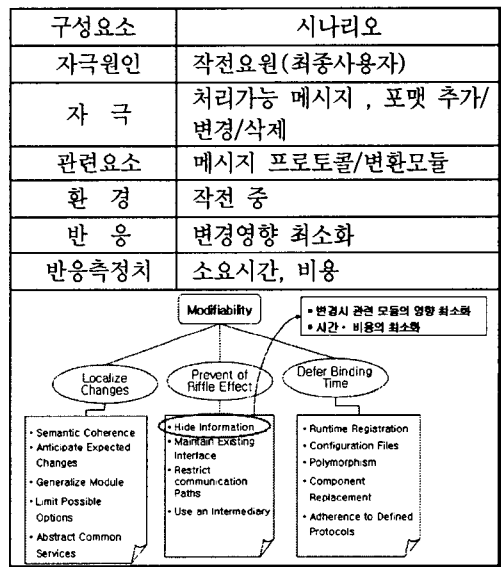 구성요소 시나리오
자극원인 작전요원(최종사용자)
자 극 처리가능 메시지 , 포맷 추가/
변경/삭제
관련요소 메시지 프로토콜/변환모듈
환 경 작전 중
반 응 변경영향 최소화
반응측정치 소요시간, 비용
Modifiability
• 변경시 관련 모듈의 영향 최소화
• 시간 · 비용의 최소화
Localize
Changes
Prevent of
Riffle Effect
Defer Binding
Time
• Semantic Coherence
• Anticipate Expected
Changes
• Generalize Module
• Limit Possible
Options
• Abstract Common
Services
• Hide Information
• Maintain Existing
Interface
• Restrict
communication
Paths
• Use an Intermediary
• Runtime Registration
• Configuration Files
• Polymorphism
• Component
Replacement
• Adherence to Defined
Protocols